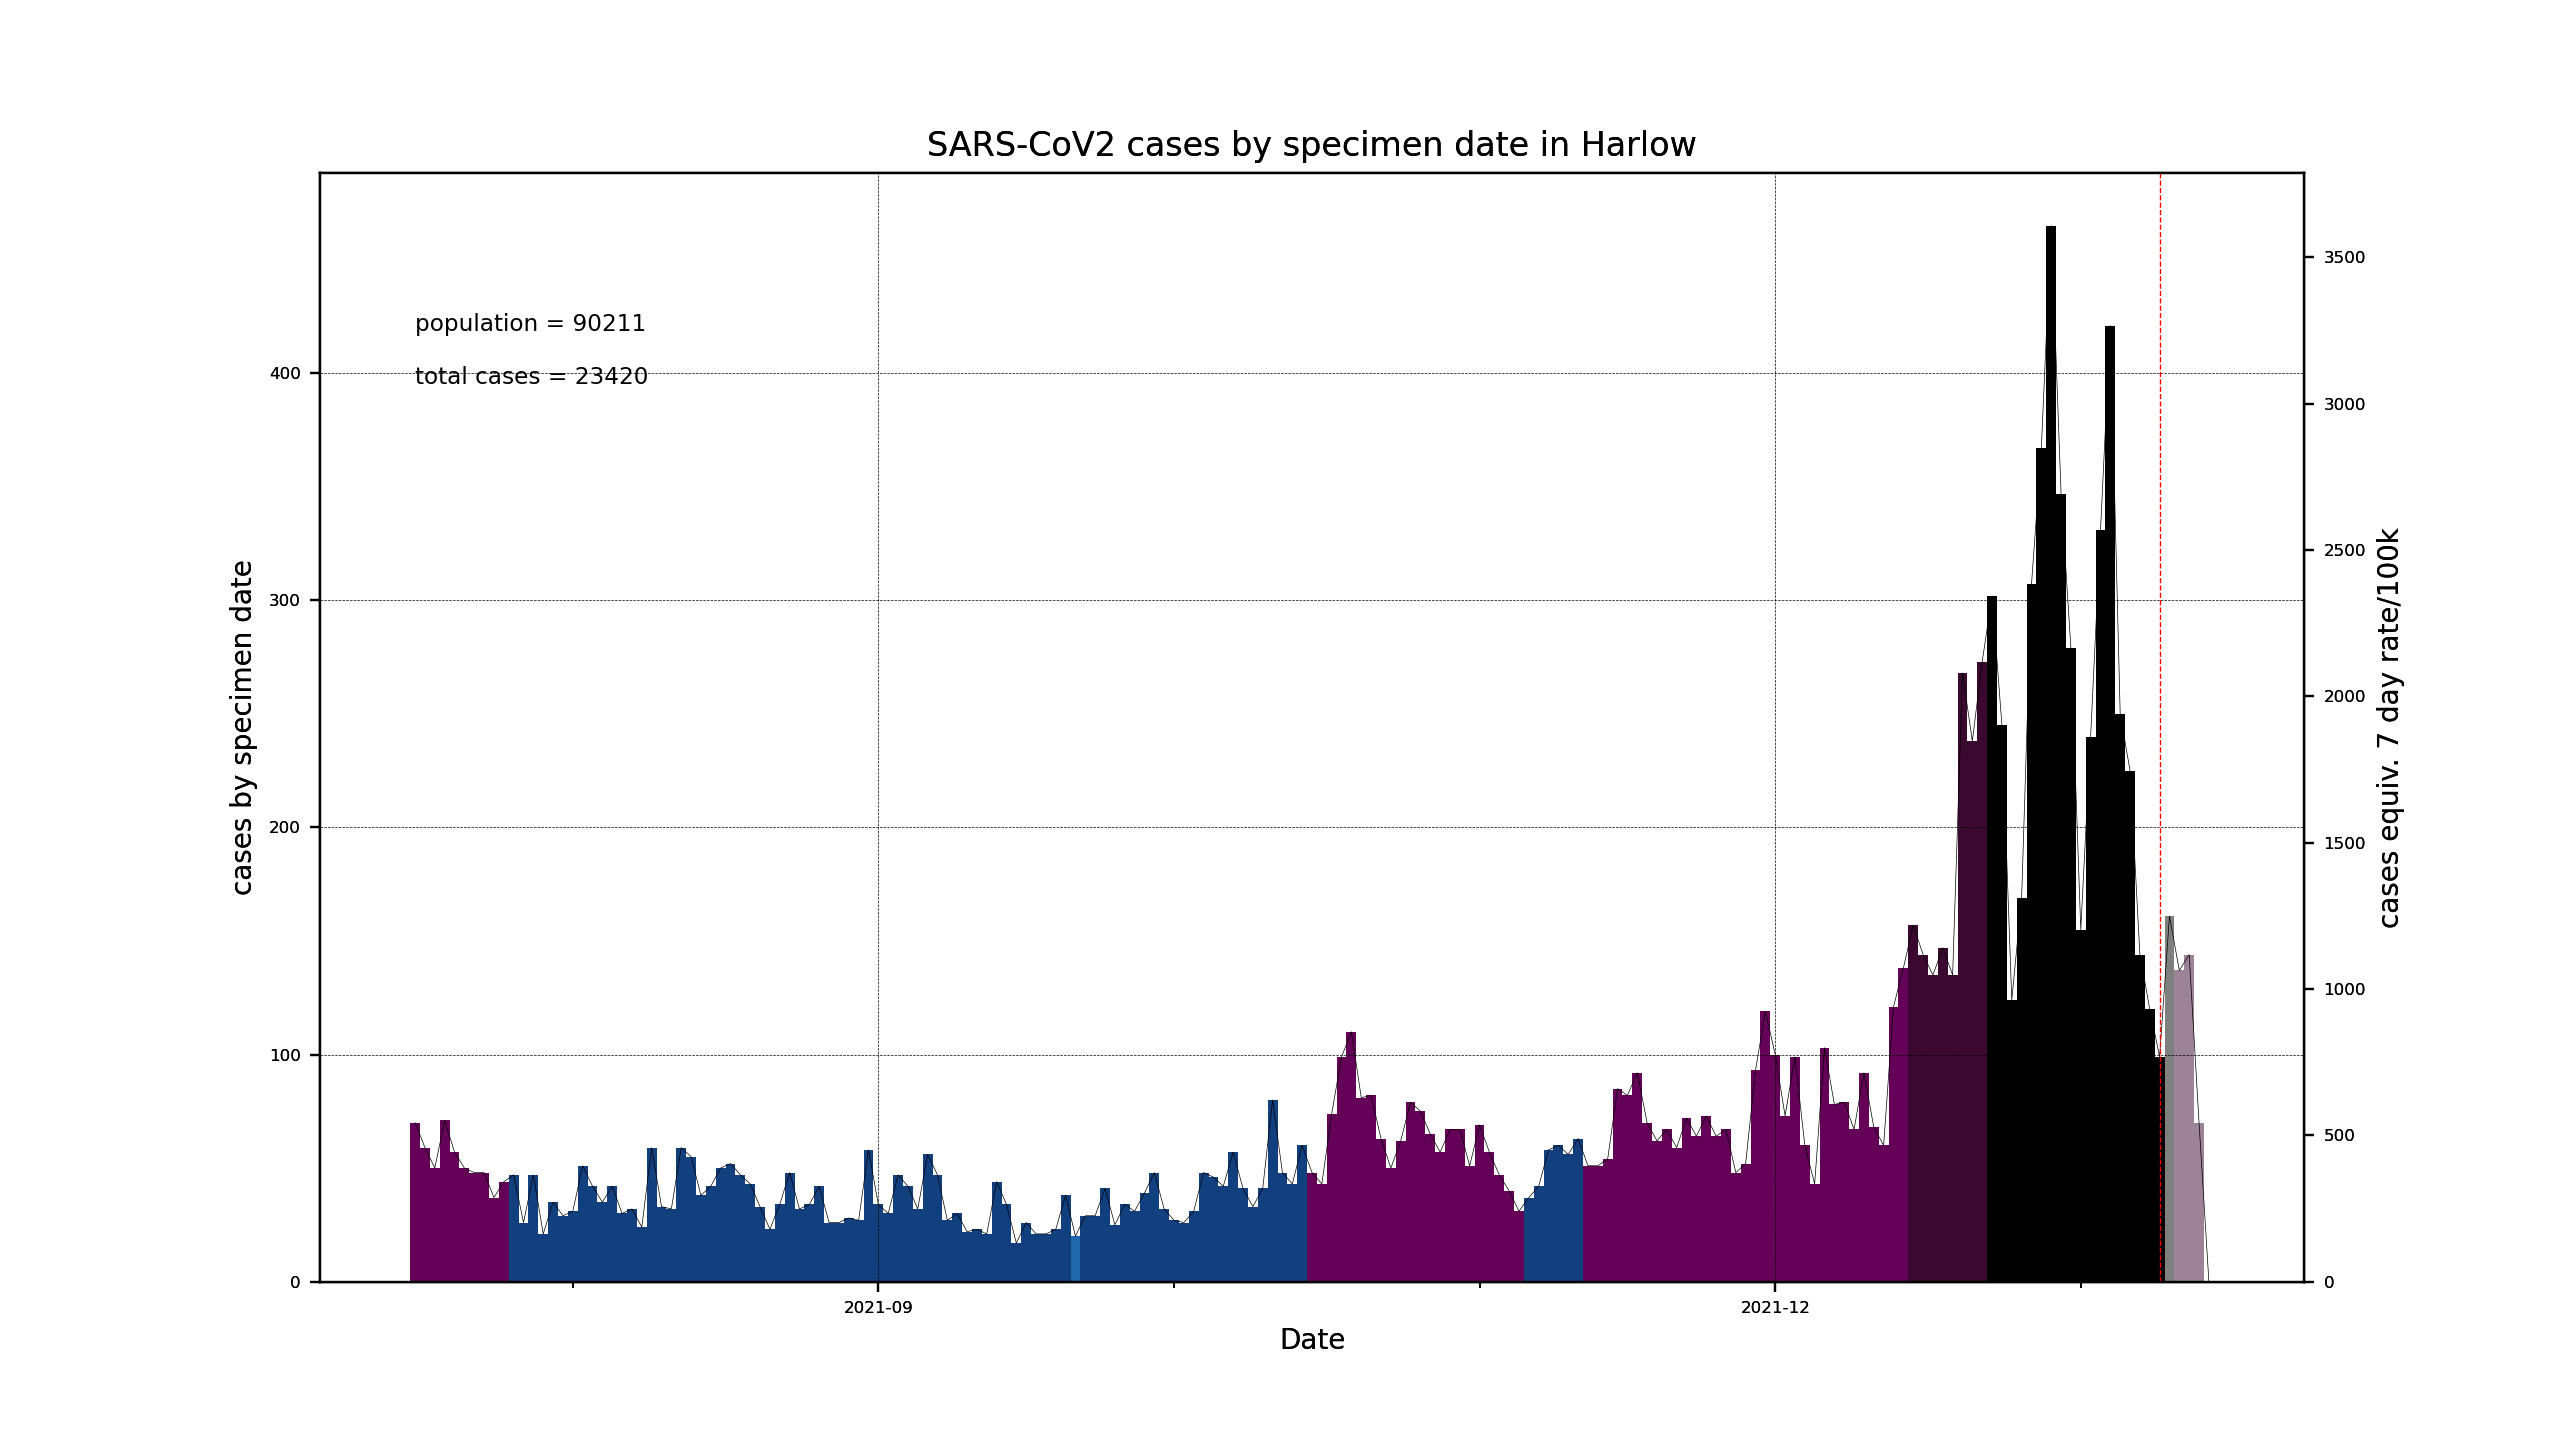 SARS-CoV2 cases by specimen date in Harlow
population = 90211
total cases = 23420
cases by specimen date
400
300
200
100
0
3500
3000
2500
2000
1500
1000
500
0
cases equiv. 7 day rate/100k
2021-09
2021-12
Date